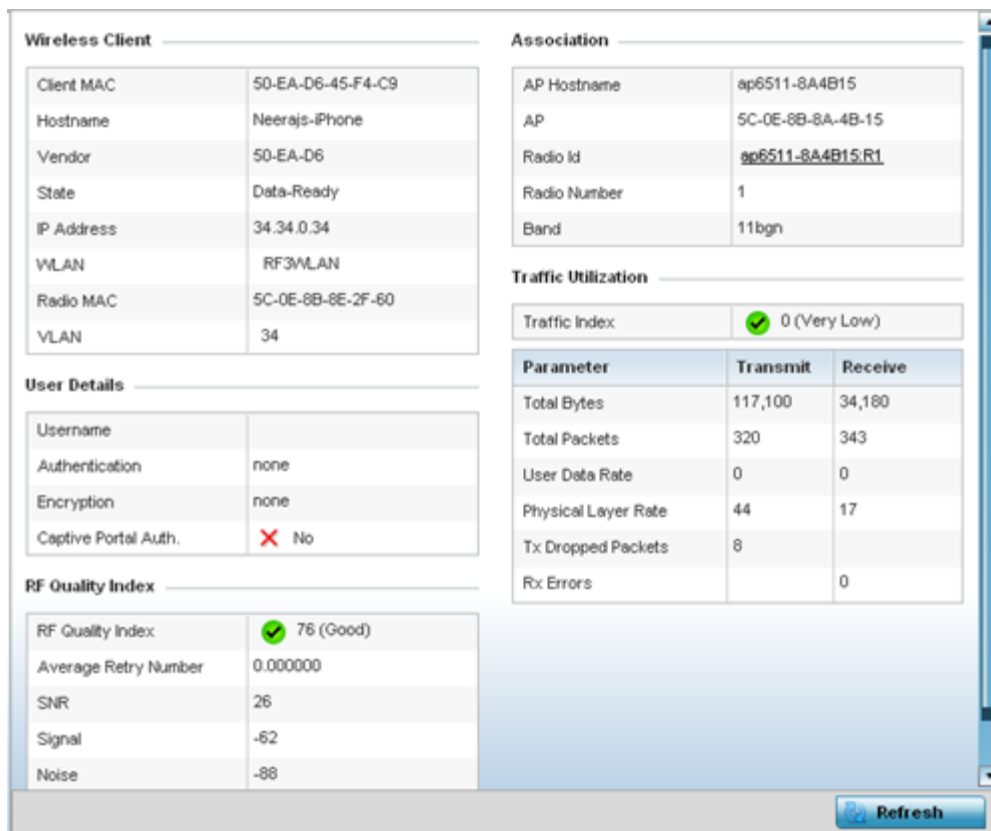 Wireless Client
Client MAC 50-EA-D6-45-F4-C9
Hostname Neerajs-iPhone
Vendor 50-EA-D6
State Data-Ready
IP Address 34.34.0.34
WLAN RF3WLAN
Radio MAC 5C-0E-8B-8E-2F-60
VLAN 34
User Details
Username
Authentication none
Encryption none
Captive Portal Auth. No
RF Quality Index
RF Quality Index 76 (Good)
Average Retry Number 0.000000
SNR 26
Signal -62
Noise -88
Association
AP Hostname ap6511-8A4B15
AP 5C-0E-8B-8A-4B-15
Radio Id ap6511-8A4B15:R1
Radio Number 1
Band 11bgn
Traffic Utilization
Traffic Index 0 (Very Low)
Parameter Transmit Receive
Total Bytes 117,100 34,180
Total Packets 320 343
User Data Rate 0 0
Physical Layer Rate 44 17
Tx Dropped Packets 8
Rx Errors 0
Refresh